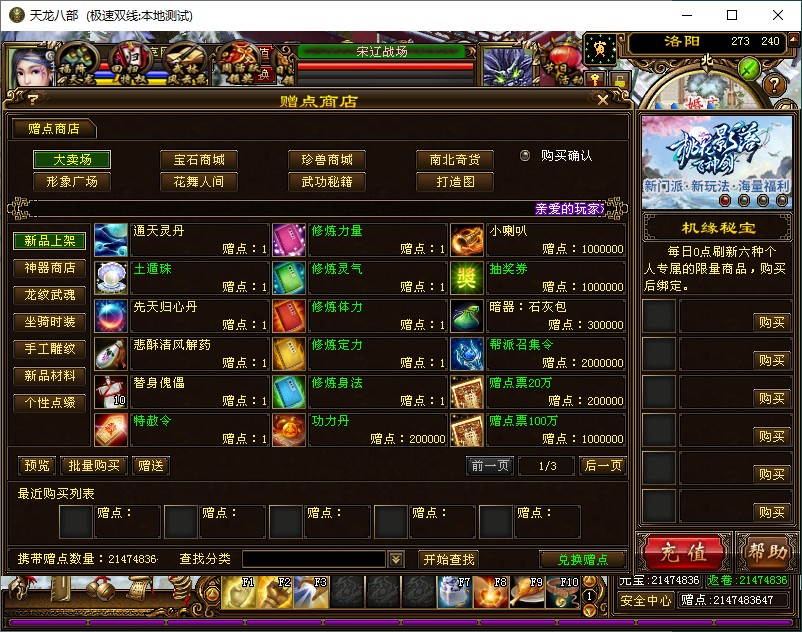 天龙八部 (极速双线:本地测试)
宋辽战场
洛阳 273 240
北
赠点商店
赠点商店
大卖场 宝石商城 珍兽商城 南北奇货 购买确认
形象广场 花舞人间 武功秘籍 打造图
亲爱的玩家
新门派·新玩法·海量福利
新品上架
神器商店
龙纹武魂
坐骑时装
手工雕纹
新品材料
个性点缀
通天灵丹 赠点：1
修炼力量 赠点：1
小喇叭 赠点：1000000
土遁珠 赠点：1
修炼灵气 赠点：1
抽奖券 赠点：1000000
先天归心丹 赠点：1
修炼体力 赠点：1
暗器：石灰包 赠点：300000
悲酥清风解药 赠点：1
修炼定力 赠点：1
帮派召集令 赠点：2000000
替身傀儡 赠点：1
10
修炼身法 赠点：1
赠点票20万 赠点：200000
特赦令 赠点：1
功力丹 赠点：200000
赠点票100万 赠点：1000000
预览 批量购买 赠送 前一页 1/3 后一页
最近购买列表
赠点： 赠点： 赠点： 赠点： 赠点：
携带赠点数量：21474836 查找分类 开始查找 兑换赠点
机缘秘宝
每日0点刷新六种个
人专属的限量商品，购买
后绑定。
购买
购买
购买
购买
购买
购买
充值 帮助
F1 F2 F3 F7 F8 F9 F10 1
元宝:21474836 返卷:21474836
安全中心 赠点:2147483647